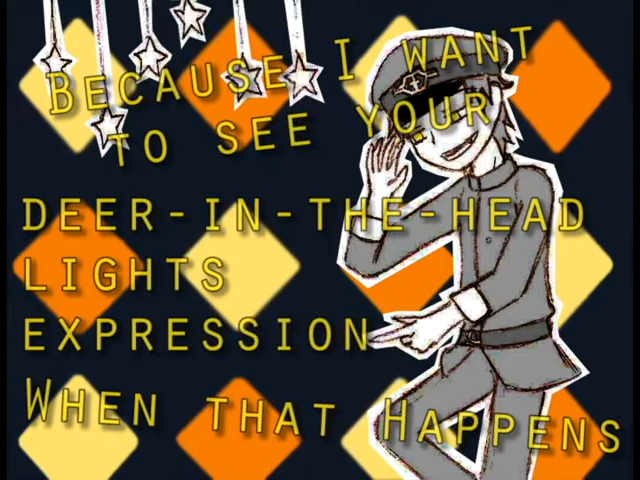 Because I want
to see your
deer-in-the-head
lights
expression
When that Happens